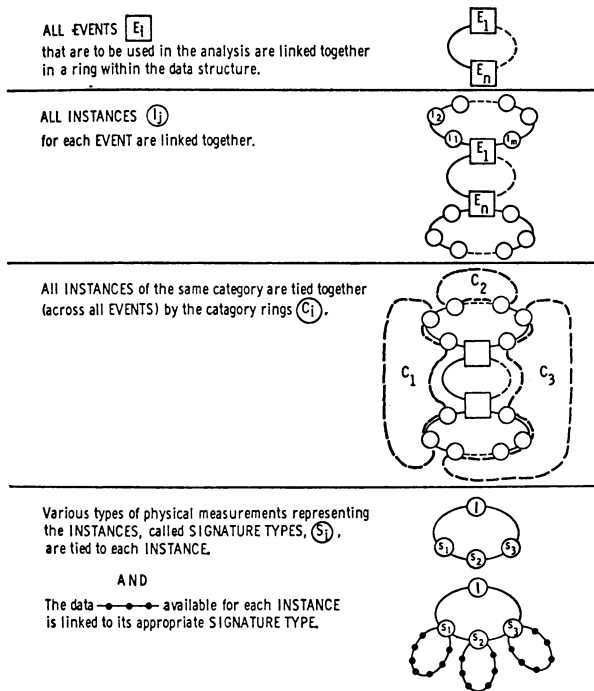 ALL EVENTS Ei
that are to be used in the analysis are linked together
in a ring within the data structure.
E1
En
ALL INSTANCES Ij
for each EVENT are linked together.
I2
I1
Im
E1
En
All INSTANCES of the same category are tied together
(across all EVENTS) by the catagory rings Ci.
C2
C1
C3
Various types of physical measurements representing
the INSTANCES, called SIGNATURE TYPES, Sj,
are tied to each INSTANCE.
I
S1
S2
S3
AND
The data available for each INSTANCE
is linked to its appropriate SIGNATURE TYPE.
I
S1
S2
S3